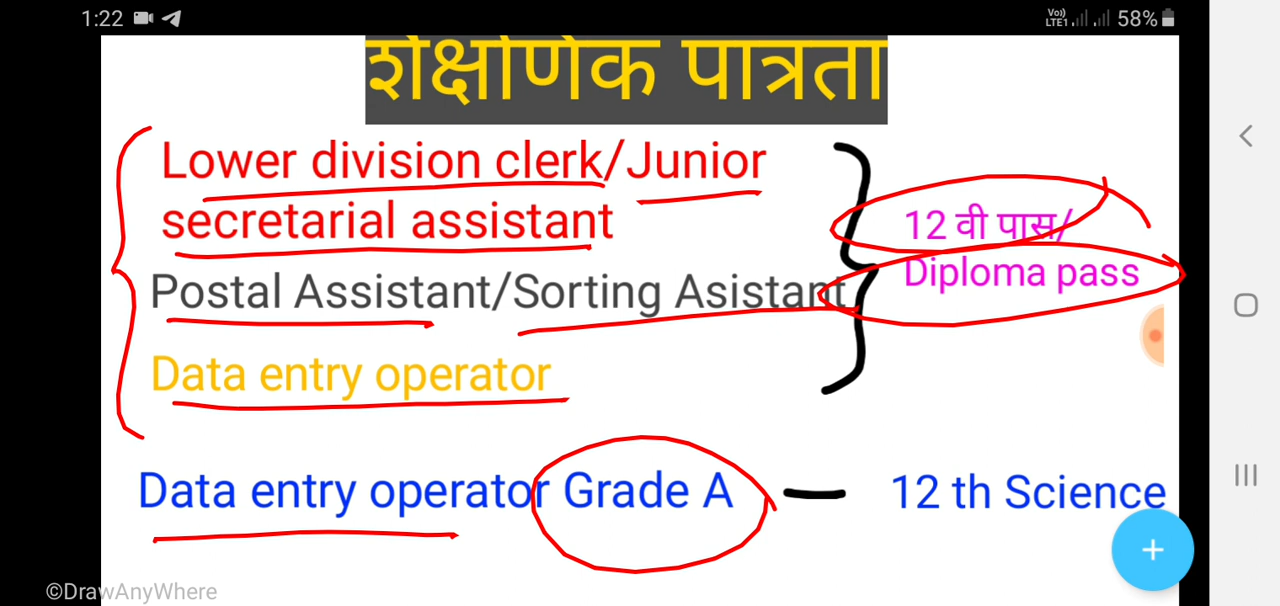 1:22
Vo))
LTE1
58%
शैक्षणिक पात्रता
Lower division clerk/Junior
secretarial assistant
12 वी पास/
Diploma pass
Postal Assistant/Sorting Asistant
Data entry operator
Data entry operator Grade A — 12 th Science
©DrawAnyWhere